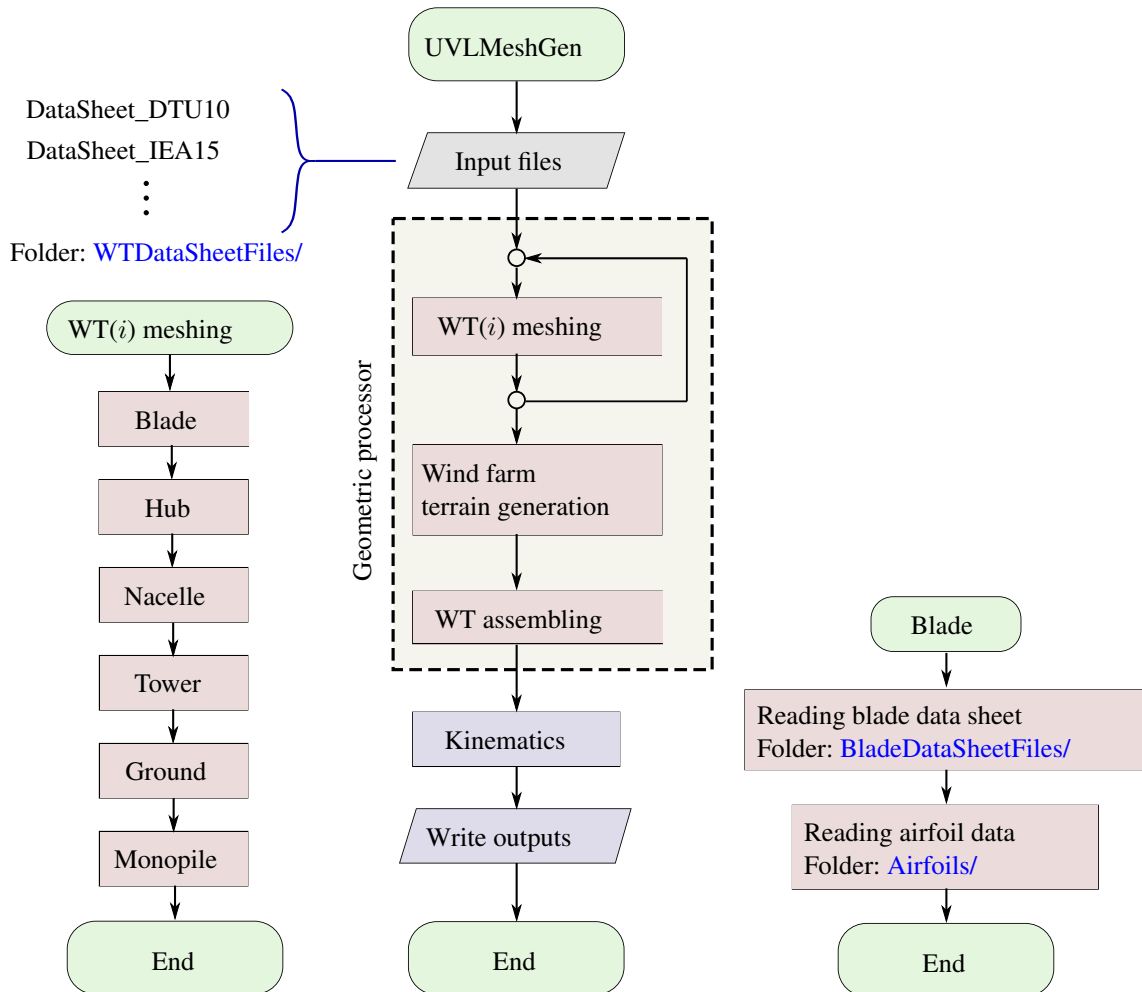 UVLMeshGen
DataSheet_DTU10
DataSheet_IEA15
Folder: WTDataSheetFiles/
Input files
Geometric processor
WT(i) meshing
Wind farm
terrain generation
WT assembling
Kinematics
Write outputs
End
WT(i) meshing
Blade
Hub
Nacelle
Tower
Ground
Monopile
End
Blade
Reading blade data sheet
Folder: BladeDataSheetFiles/
Reading airfoil data
Folder: Airfoils/
End